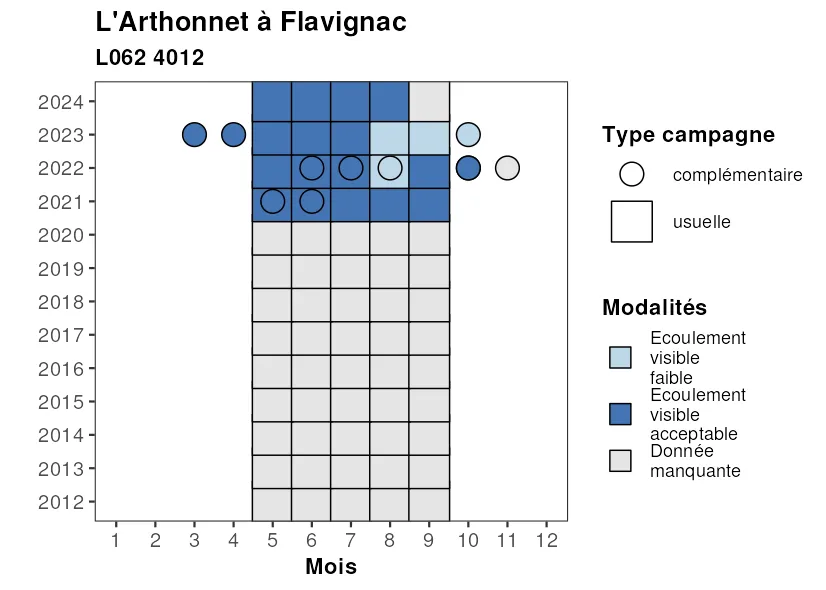 L'Arthonnet à Flavignac
L062 4012
2024
2023
2022
2021
2020
2019
2018
2017
2016
2015
2014
2013
2012
1 2 3 4 5 6 7 8 9 10 11 12
Mois
Type campagne
complémentaire
usuelle
Modalités
Ecoulement
visible
faible
Ecoulement
visible
acceptable
Donnée
manquante